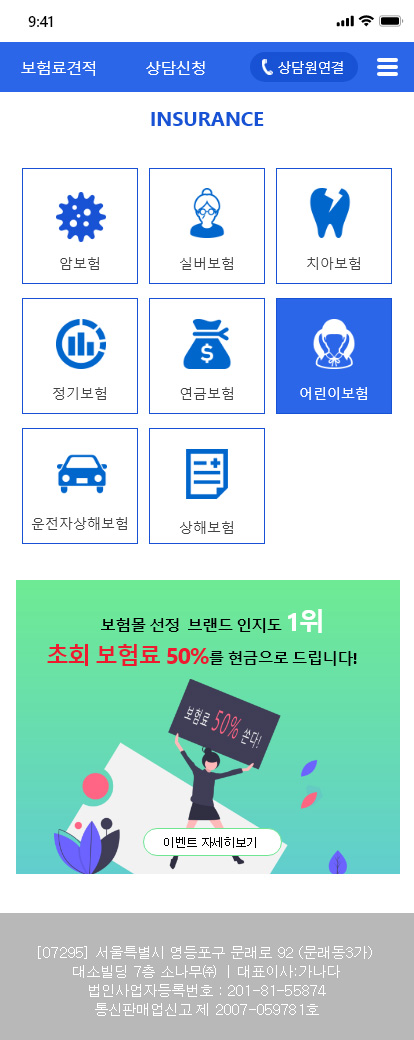 9:41
보험료견적 상담신청 상담원연결
INSURANCE
암보험 실버보험 치아보험
정기보험 연금보험 어린이보험
운전자상해보험 상해보험
보험몰 선정 브랜드 인지도 1위
초회 보험료 50%를 현금으로 드립니다!
보험료 50% 쏜다!
이벤트 자세히보기
[07295] 서울특별시 영등포구 문래로 92 (문래동3가)
대소빌딩 7층 소나무㈜ ㅣ대표이사:가나다
법인사업자등록번호 : 201-81-55874
통신판매업신고 제 2007-059781호